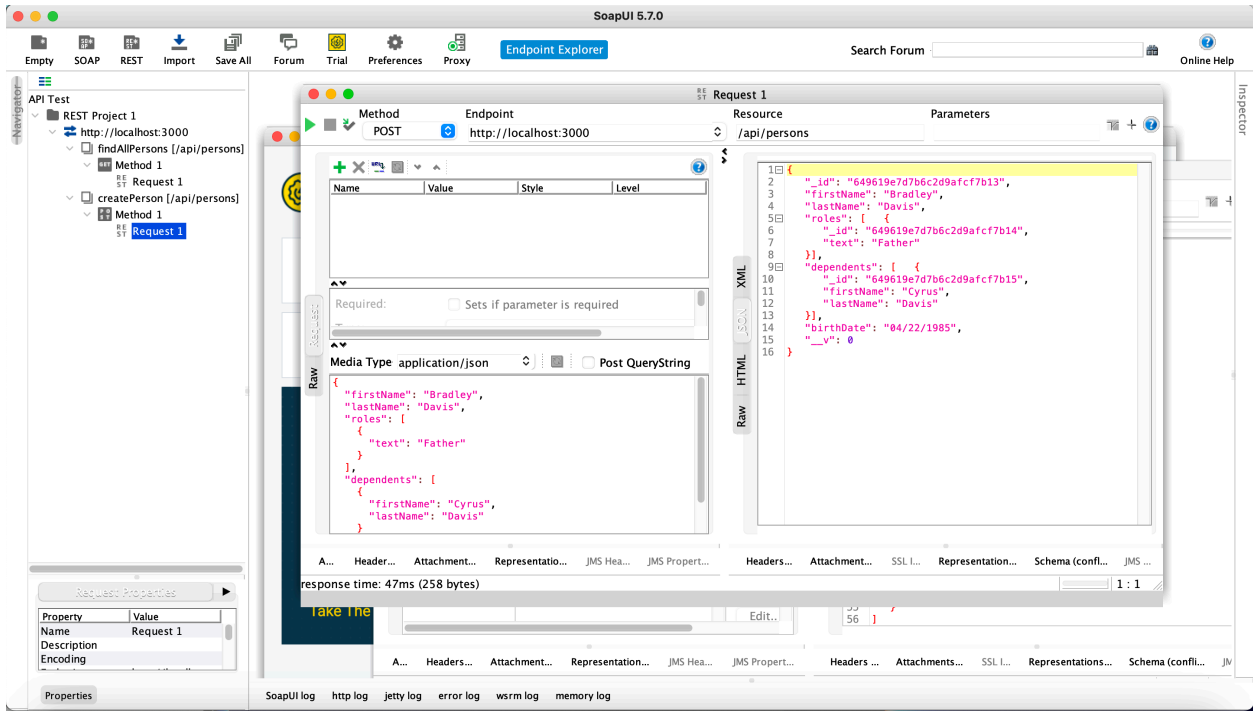 SoapUI 5.7.0
Empty SOAP REST Import Save All Forum Trial Preferences Proxy Endpoint Explorer Search Forum Online Help
Navigator
API Test
REST Project 1
http://localhost:3000
findAllPersons [/api/persons]
GET Method 1
REST Request 1
createPerson [/api/persons]
Method 1
REST Request 1
Request Properties
Property Value
Name Request 1
Description
Encoding
Properties
Inspector
REST Request 1
Method Endpoint Resource Parameters
POST http://localhost:3000 /api/persons
Request
Raw
Name Value Style Level
Required: Sets if parameter is required
Media Type application/json Post QueryString
{
"firstName": "Bradley",
"lastName": "Davis",
"roles": [
{
"text": "Father"
}
],
"dependents": [
{
"firstName": "Cyrus",
"lastName": "Davis"
}
A... Header... Attachment... Representatio... JMS Hea... JMS Propert...
XML
JSON
HTML
Raw
1 {
2 "_id": "649619e7d7b6c2d9afcf7b13",
3 "firstName": "Bradley",
4 "lastName": "Davis",
5 "roles": [ {
6 "_id": "649619e7d7b6c2d9afcf7b14",
7 "text": "Father"
8 }],
9 "dependents": [ {
10 "_id": "649619e7d7b6c2d9afcf7b15",
11 "firstName": "Cyrus",
12 "lastName": "Davis"
13 }],
14 "birthDate": "04/22/1985",
15 "__v": 0
16 }
Headers... Attachment... SSL I... Representation... Schema (confl... JMS ...
response time: 47ms (258 bytes) 1 : 1
Take The
Edit..
55 }
56 ]
A... Headers... Attachment... Representation... JMS Hea... JMS Propert...
Headers ... Attachments... SSL I... Representations... Schema (confli... JM
SoapUI log http log jetty log error log wsrm log memory log